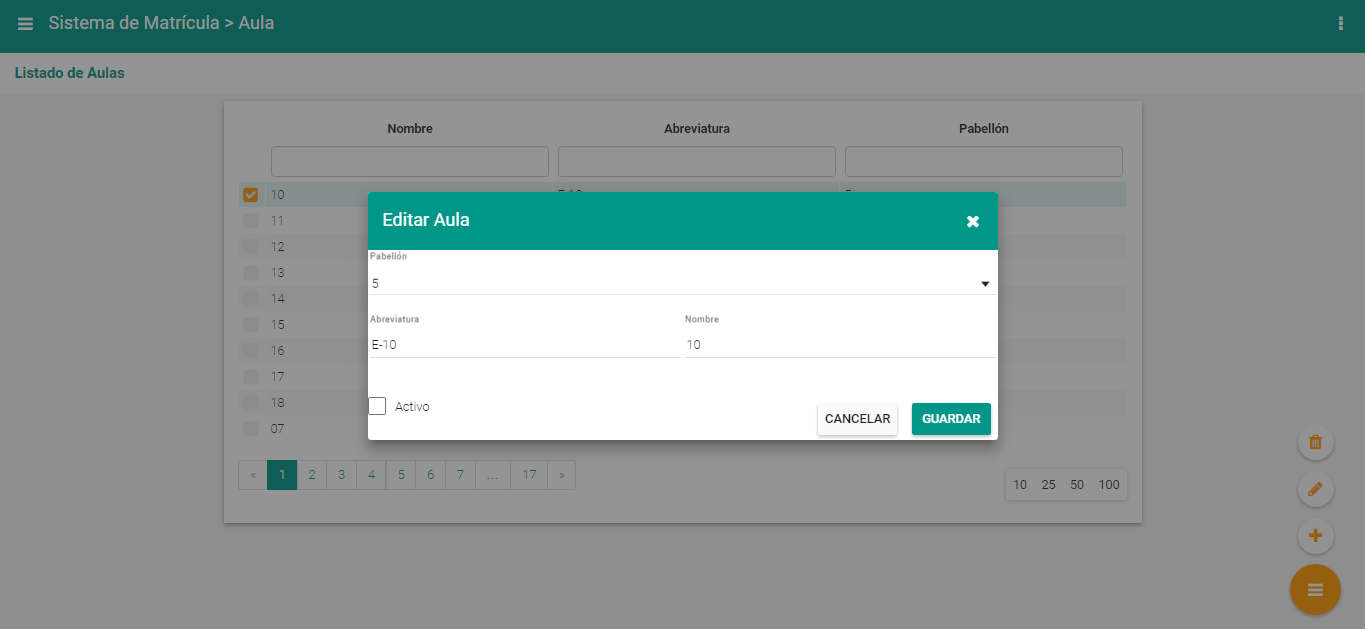 Sistema de Matrícula > Aula
Listado de Aulas
Nombre Abreviatura Pabellón
10
11
12
13
14
15
16
17
18
07
Editar Aula
Pabellón
5
Abreviatura Nombre
E-10 10
Activo
CANCELAR GUARDAR
« 1 2 3 4 5 6 7 ... 17 »
10 25 50 100